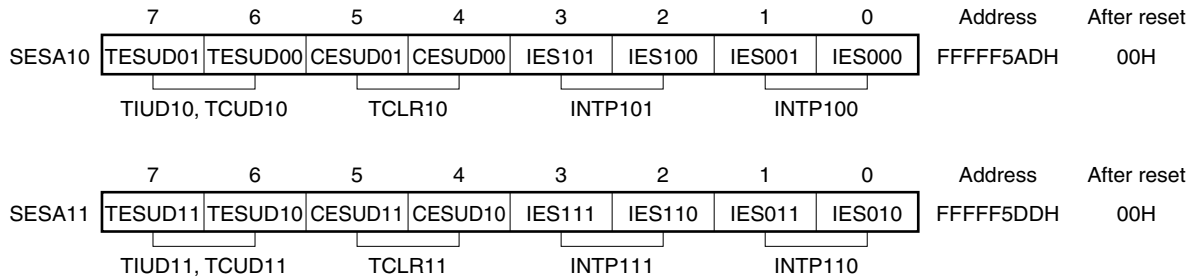 7 6 5 4 3 2 1 0 Address After reset
SESA10 TESUD01 TESUD00 CESUD01 CESUD00 IES101 IES100 IES001 IES000 FFFFF5ADH 00H
TIUD10, TCUD10 TCLR10 INTP101 INTP100
7 6 5 4 3 2 1 0 Address After reset
SESA11 TESUD11 TESUD10 CESUD11 CESUD10 IES111 IES110 IES011 IES010 FFFFF5DDH 00H
TIUD11, TCUD11 TCLR11 INTP111 INTP110